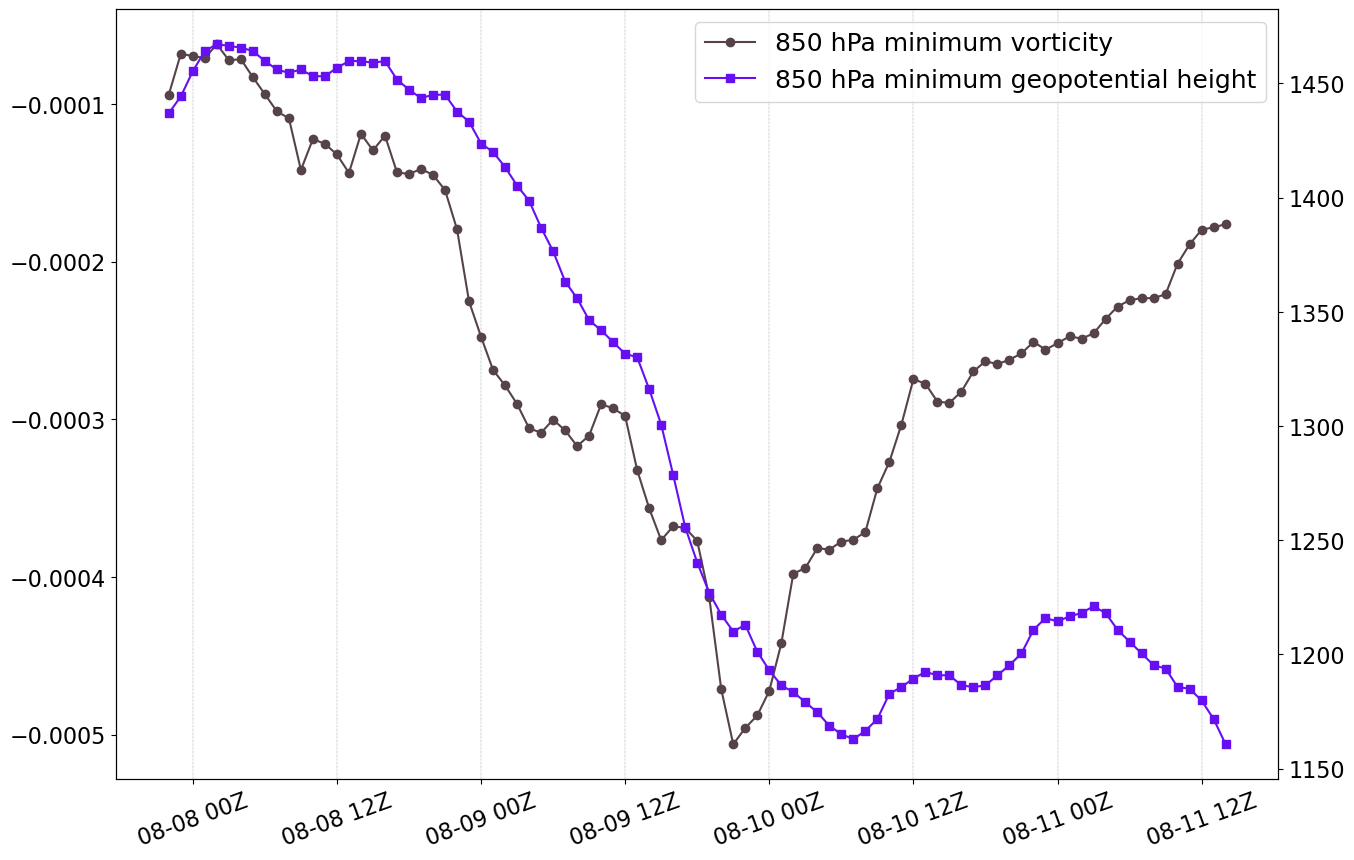 850 hPa minimum vorticity
850 hPa minimum geopotential height
−0.0001
−0.0002
−0.0003
−0.0004
−0.0005
1450
1400
1350
1300
1250
1200
1150
08-08 00Z
08-08 12Z
08-09 00Z
08-09 12Z
08-10 00Z
08-10 12Z
08-11 00Z
08-11 12Z